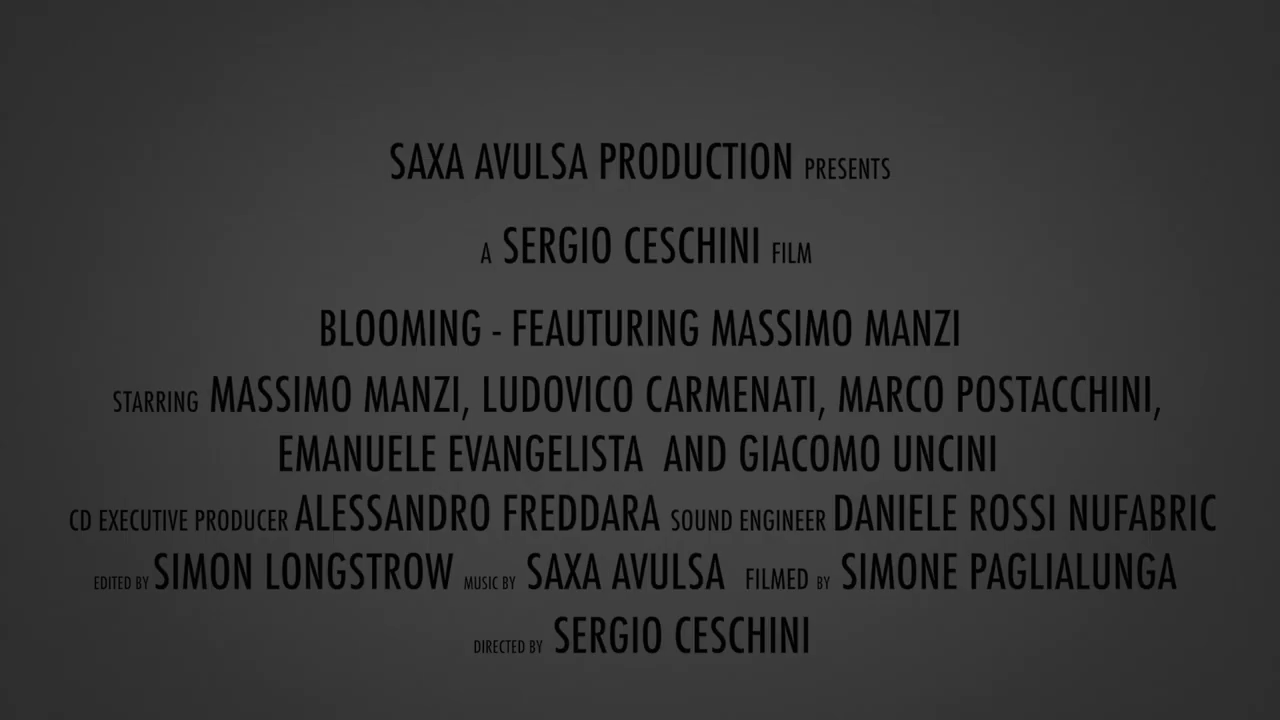 SAXA AVULSA PRODUCTION PRESENTS
A SERGIO CESCHINI FILM
BLOOMING - FEAUTURING MASSIMO MANZI
STARRING MASSIMO MANZI, LUDOVICO CARMENATI, MARCO POSTACCHINI,
EMANUELE EVANGELISTA AND GIACOMO UNCINI
CD EXECUTIVE PRODUCER ALESSANDRO FREDDARA SOUND ENGINEER DANIELE ROSSI NUFABRIC
EDITED BY SIMON LONGSTROW MUSIC BY SAXA AVULSA FILMED BY SIMONE PAGLIALUNGA
DIRECTED BY SERGIO CESCHINI